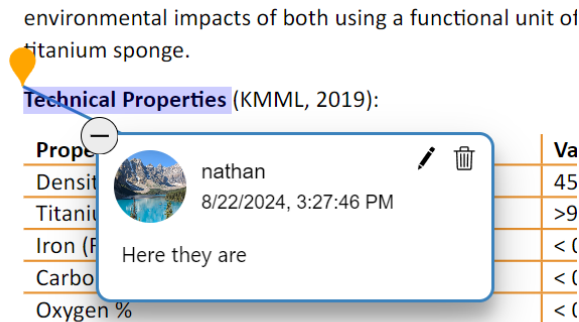 environmental impacts of both using a functional unit of
titanium sponge.
Technical Properties (KMML, 2019):
Prope
Va
nathan
Densit
45
8/22/2024, 3:27:46 PM
Titaniu
>9
Iron (F
< 0
Here they are
Carbo
< 0
Oxygen %
< 0